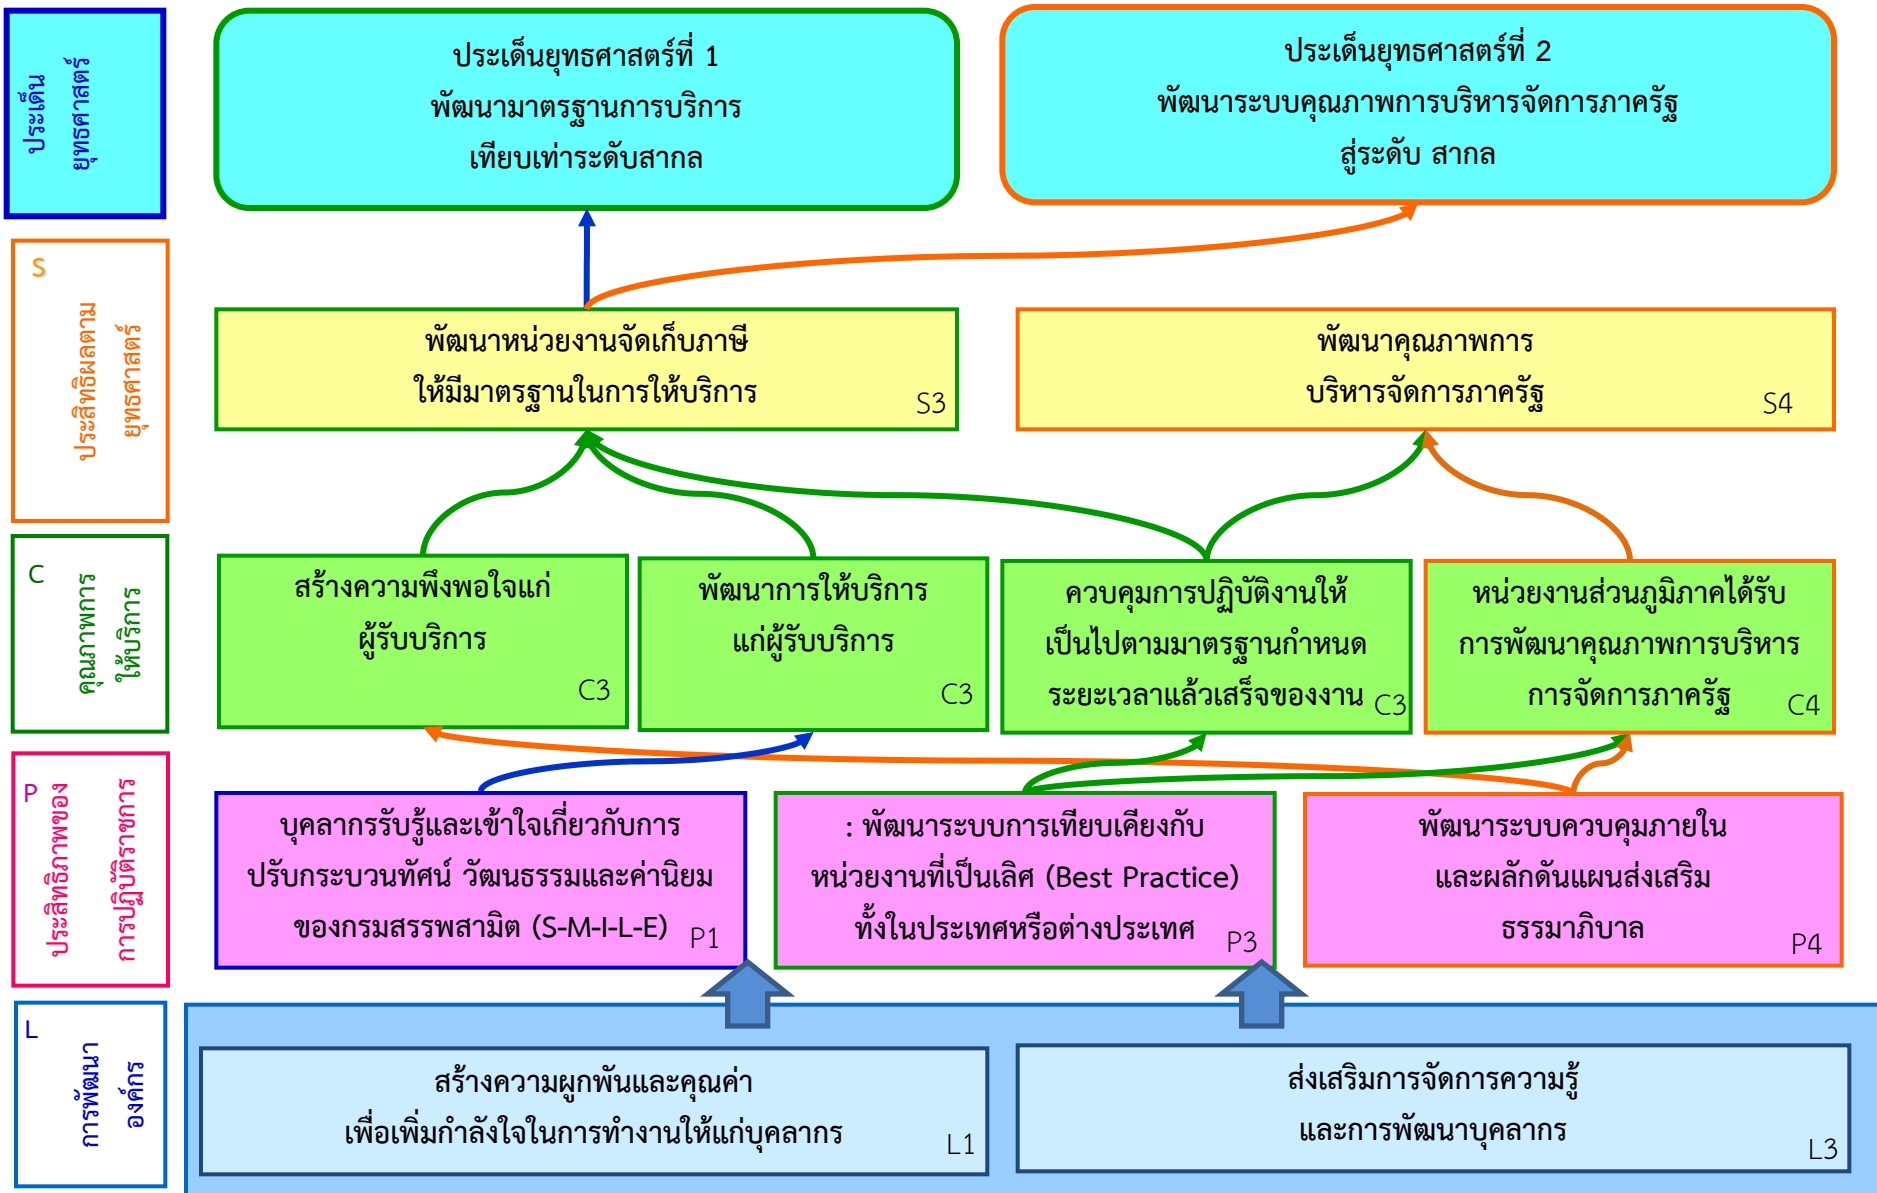 ประเด็น
ยุทธศาสตร์
ประเด็นยุทธศาสตร์ที่ 1
พัฒนามาตรฐานการบริการ
เทียบเท่าระดับสากล
ประเด็นยุทธศาสตร์ที่ 2
พัฒนาระบบคุณภาพการบริหารจัดการภาครัฐ
สู่ระดับ สากล
S
ประสิทธิผลตาม
ยุทธศาสตร์
พัฒนาหน่วยงานจัดเก็บภาษี
ให้มีมาตรฐานในการให้บริการ
S3
พัฒนาคุณภาพการ
บริหารจัดการภาครัฐ
S4
C
คุณภาพการ
ให้บริการ
สร้างความพึงพอใจแก่
ผู้รับบริการ
C3
พัฒนาการให้บริการ
แก่ผู้รับบริการ
C3
ควบคุมการปฏิบัติงานให้
เป็นไปตามมาตรฐานกำหนด
ระยะเวลาแล้วเสร็จของงาน
C3
หน่วยงานส่วนภูมิภาคได้รับ
การพัฒนาคุณภาพการบริหาร
การจัดการภาครัฐ
C4
P
ประสิทธิภาพของ
การปฏิบัติราชการ
บุคลากรรับรู้และเข้าใจเกี่ยวกับการ
ปรับกระบวนทัศน์ วัฒนธรรมและค่านิยม
ของกรมสรรพสามิต (S-M-I-L-E)
P1
: พัฒนาระบบการเทียบเคียงกับ
หน่วยงานที่เป็นเลิศ (Best Practice)
ทั้งในประเทศหรือต่างประเทศ
P3
พัฒนาระบบควบคุมภายใน
และผลักดันแผนส่งเสริม
ธรรมาภิบาล
P4
L
การพัฒนา
องค์กร
สร้างความผูกพันและคุณค่า
เพื่อเพิ่มกำลังใจในการทำงานให้แก่บุคลากร
L1
ส่งเสริมการจัดการความรู้
และการพัฒนาบุคลากร
L3